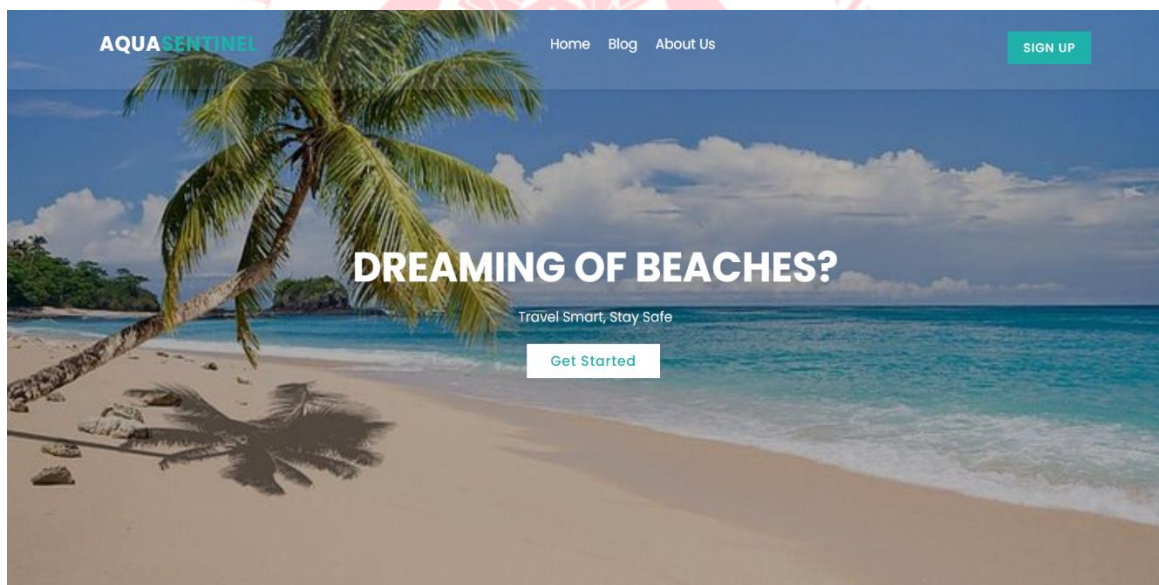 AQUASENTINEL
Home Blog About Us
SIGN UP
DREAMING OF BEACHES?
Travel Smart, Stay Safe
Get Started